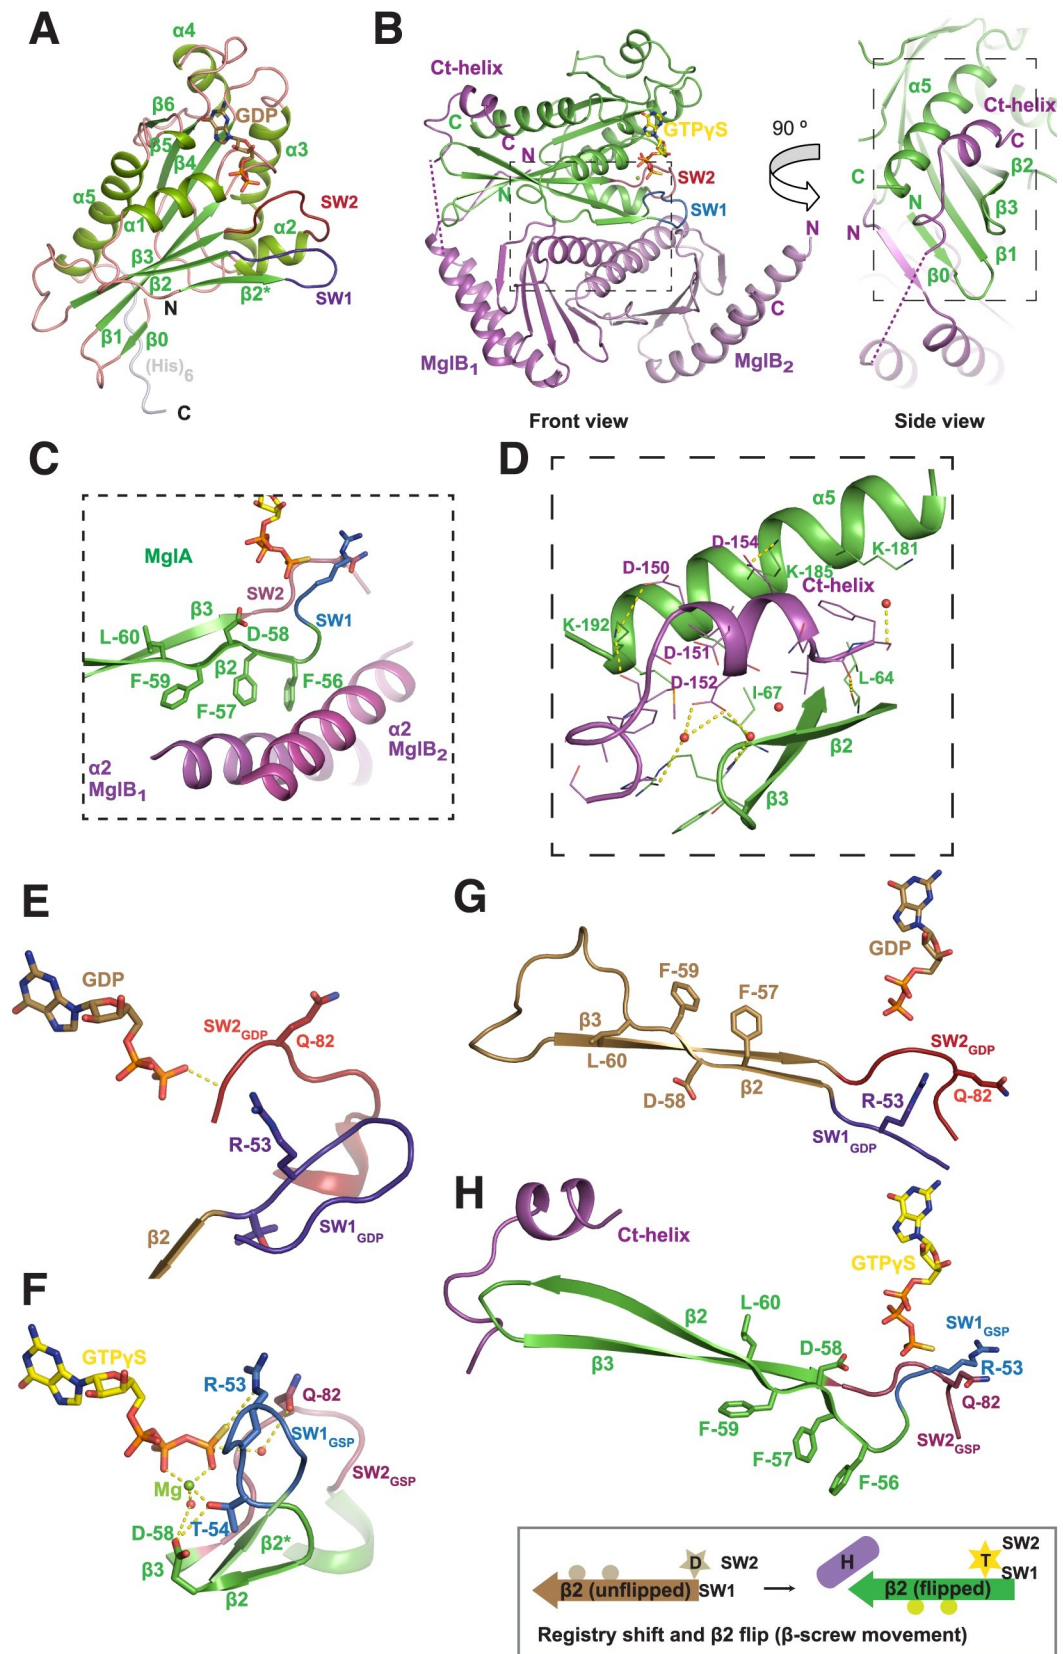 A
α4
β6
GDP
β5
β4
α3
α5
α1
SW2
α2
β3
β2
N
β2*
SW1
β1
β0
(His)6
C
B
Ct-helix
C
C
N
GTPγS
SW2
N
SW1
MglB1
MglB2
C
N
Front view
90 º
α5
Ct-helix
C
β2
C
N
β3
N
β1
β0
Side view
C
MglA
SW2
β3
SW1
L-60
D-58
β2
F-59
F-56
F-57
α2
MglB2
α2
MglB1
D
α5
D-154
K-181
D-150
K-185
Ct-helix
K-192
D-151
D-152
L-64
I-67
β2
β3
E
GDP
SW2GDP
Q-82
R-53
SW1GDP
β2
F
GTPγS
R-53
Q-82
SW1GSP
SW2GSP
Mg
D-58
T-54
β2*
β3
β2
G
GDP
F-59
F-57
β3
L-60
SW2GDP
D-58
β2
R-53
Q-82
SW1GDP
H
Ct-helix
GTPγS
β2
L-60
SW1GSP
β3
D-58
R-53
Q-82
F-59
SW2GSP
F-57
F-56
D SW2
β2 (unflipped) SW1
H
T SW2
SW1
β2 (flipped)
Registry shift and β2 flip (β-screw movement)